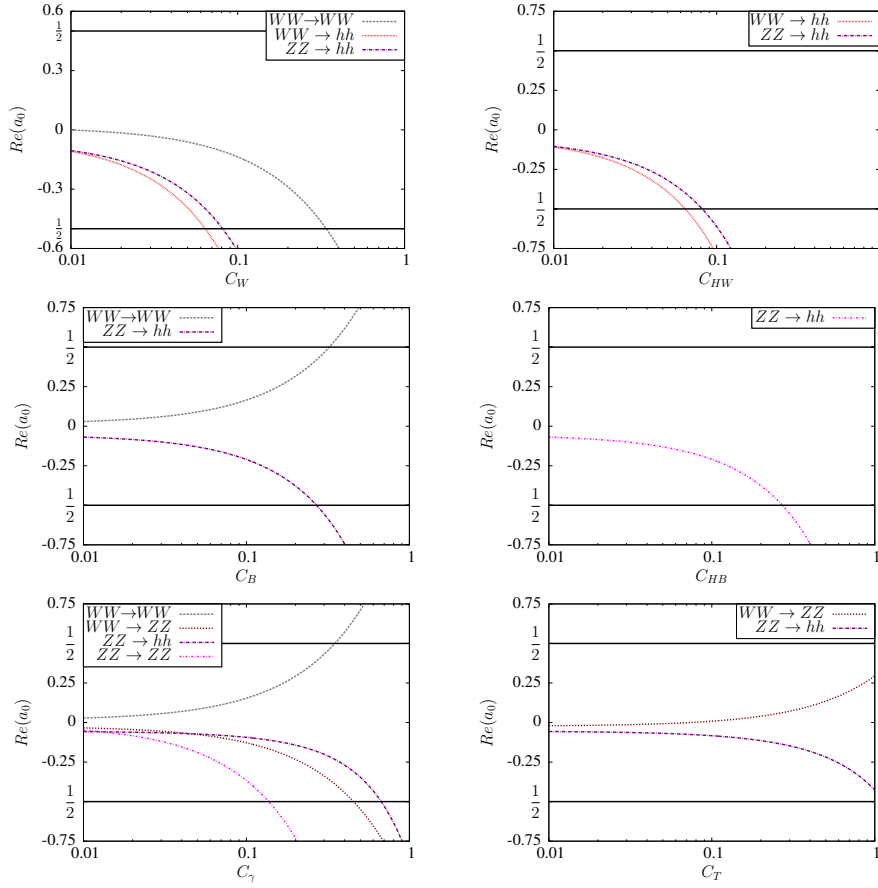 0.6
1/2
0.3
0
-0.3
1/2
-0.6
Re(a₀)
WW→WW
WW → hh
ZZ → hh
0.01 0.1 1
C_W
0.75
1/2
0.25
0
-0.25
1/2
-0.75
Re(a₀)
WW → hh
ZZ → hh
0.01 0.1
C_HW
0.75
1/2
0.25
0
-0.25
1/2
-0.75
Re(a₀)
WW→WW
ZZ → hh
0.01 0.1 1
C_B
0.75
1/2
0.25
0
-0.25
1/2
-0.75
Re(a₀)
ZZ → hh
0.01 0.1 1
C_HB
0.75
1/2
0.25
0
-0.25
1/2
-0.75
Re(a₀)
WW→WW
WW → ZZ
ZZ → hh
ZZ → ZZ
0.01 0.1 1
C_γ
0.75
1/2
0.25
0
-0.25
1/2
-0.75
Re(a₀)
WW → ZZ
ZZ → hh
0.01 0.1 1
C_T